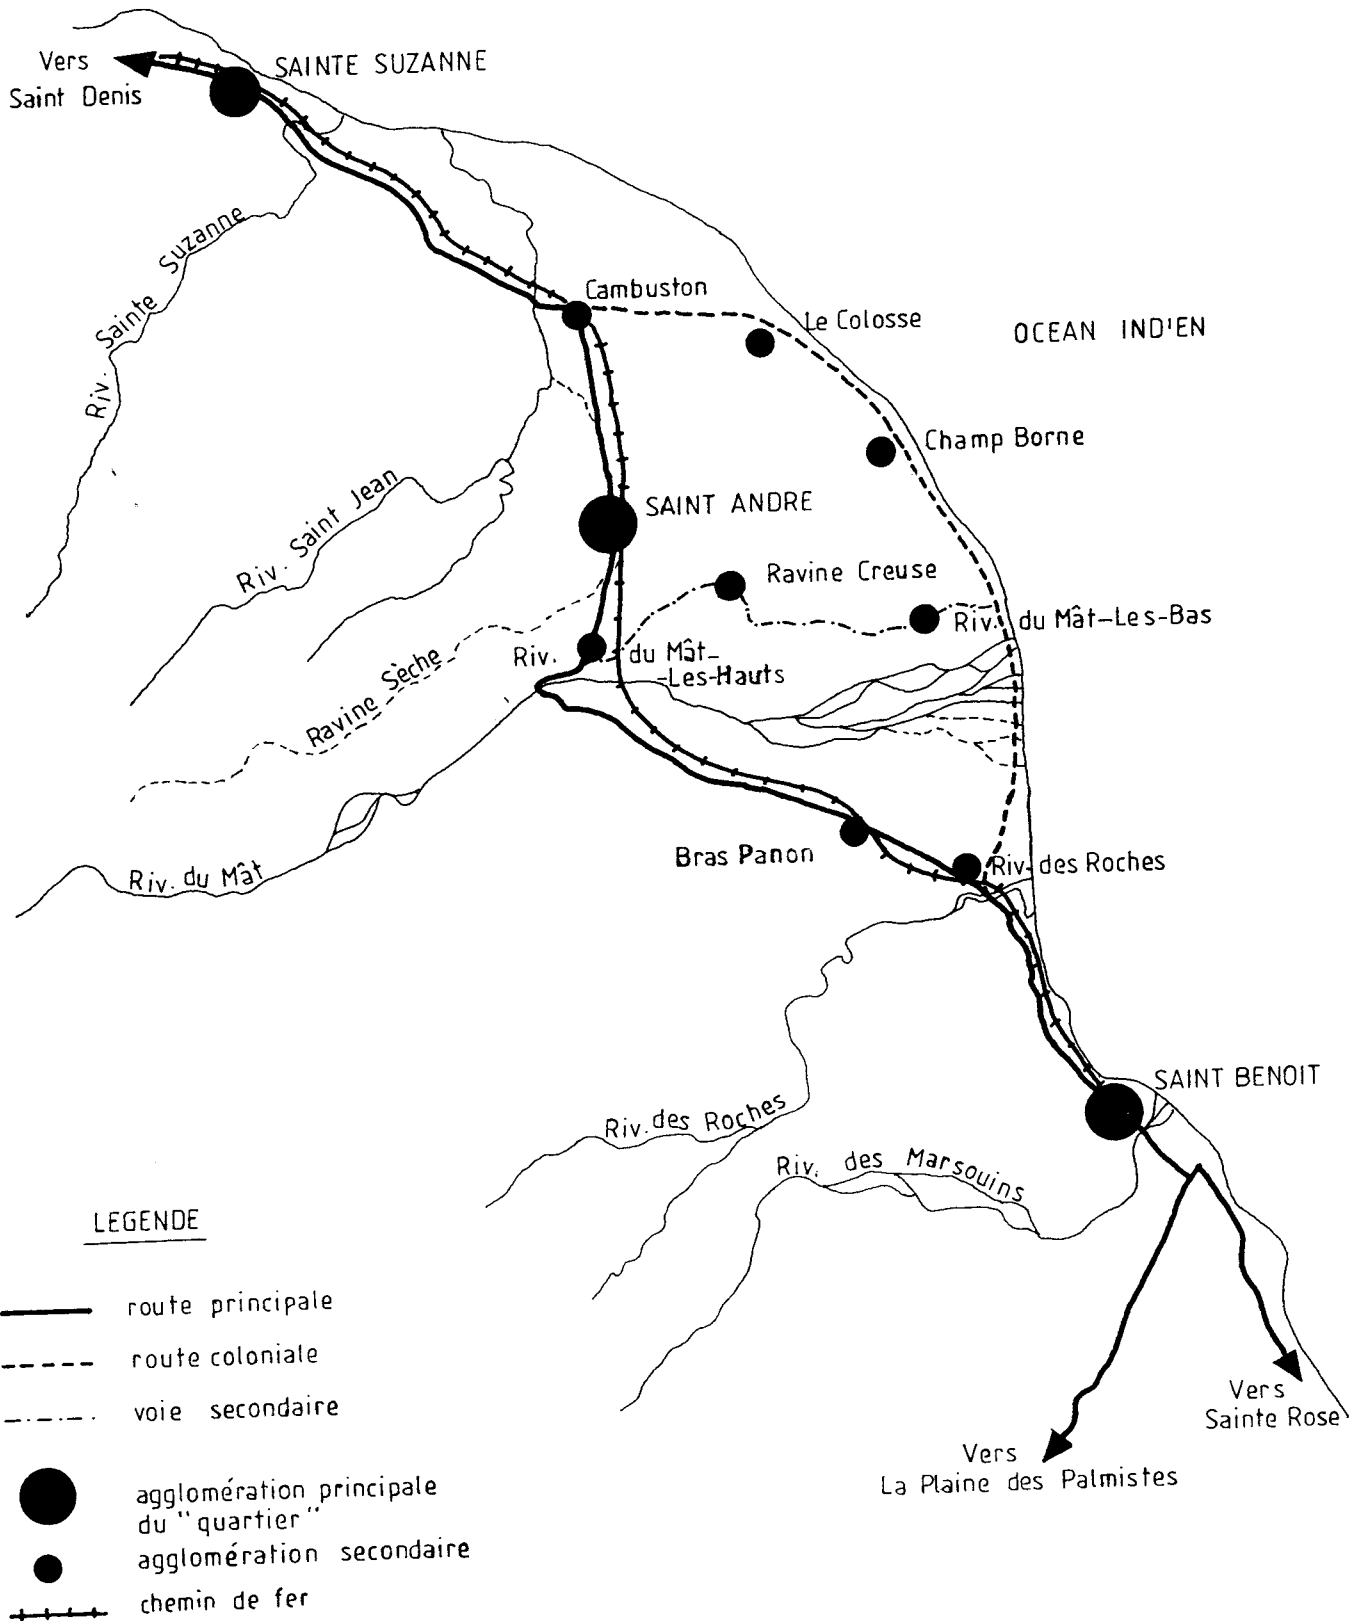 Vers
Saint Denis
SAINTE SUZANNE
Riv. Sainte Suzanne
Cambuston
Le Colosse
OCEAN IND'EN
Champ Borne
Riv. Saint Jean
SAINT ANDRE
Ravine Creuse
Riv. du Mât-Les-Bas
Riv. du Mât-
-Les-Hauts
Ravine Sèche
Riv. du Mât
Bras Panon
Riv. des Roches
SAINT BENOIT
Riv. des Roches
Riv. des Marsouins
Vers
Sainte Rose
Vers
La Plaine des Palmistes
LEGENDE
route principale
route coloniale
voie secondaire
agglomération principale
du "quartier"
agglomération secondaire
chemin de fer